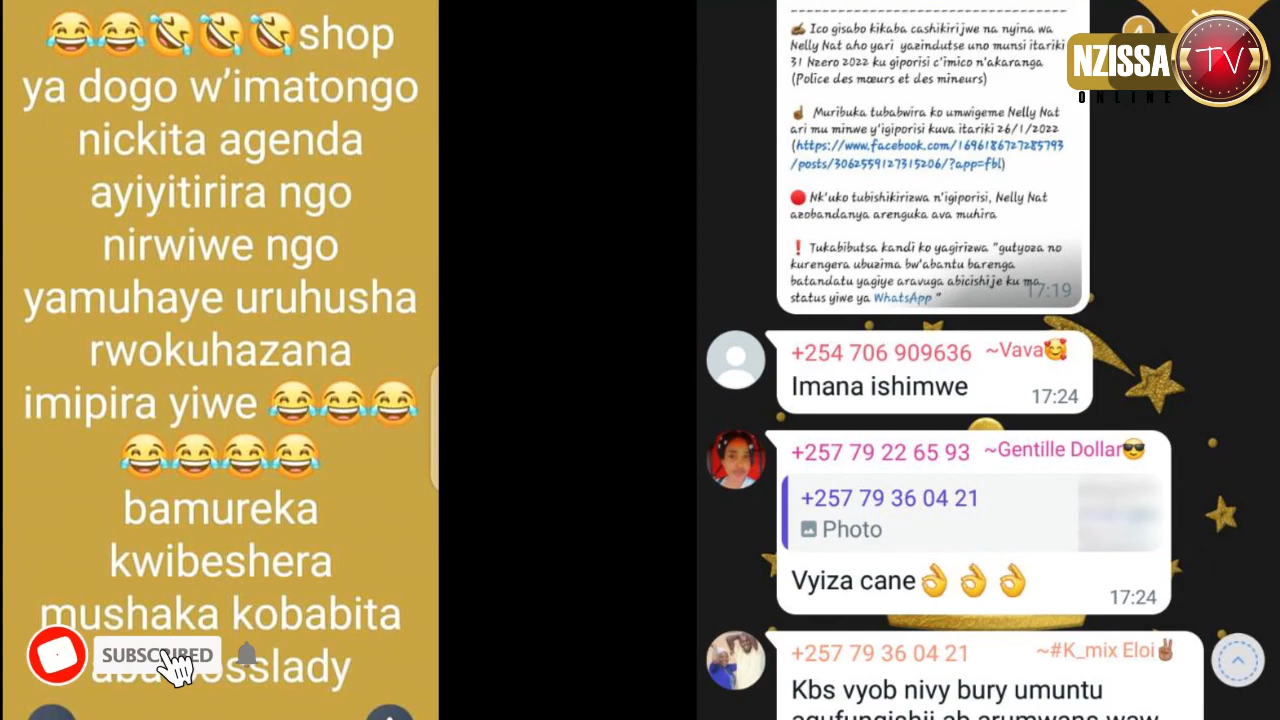 😂😂🤣🤣🤣shop
ya dogo w'imatongo
nickita agenda
ayiyitirira ngo
nirwiwe ngo
yamuhaye uruhusha
rwokuhazana
imipira yiwe 😂😂😂
😂😂😂😂
bamureka
kwibeshera
mushaka kobabita
SUBSCRIBED
✍🏾 Ico gisabo kikaba cashikirijwe na nyina wa
Nelly Nat aho yari yazindutse uno munsi itariki
31 Nzero 2022 ku giporisi c'imico n'akaranga
(Police des mœurs et des mineurs)
☝🏾 Muribuka tubabwira ko umwigeme Nelly Nat
ari mu minwe y'igiporisi kuva itariki 26/1/2022
(https://www.facebook.com/1696186727285793
/posts/3062559127315206/?app=fbl)
🔴 Nk'uko tubishikirizwa n'igiporisi, Nelly Nat
azobandanya arenguka ava muhira
❗ Tukabibutsa kandi ko yagirizwa "gutyoza no
kurengera ubuzima bw'abantu barenga
batandatu yagiye aravuga abicishije ku ma
status yiwe ya WhatsApp "
17:19
+254 706 909636 ~Vava🥰
Imana ishimwe
17:24
+257 79 22 65 93 ~Gentille Dollar😎
+257 79 36 04 21
Photo
Vyiza cane👌👌👌
17:24
+257 79 36 04 21 ~#K_mix Eloi✌🏽
Kbs vyob nivy bury umuntu
NZISSA TV
ONLINE